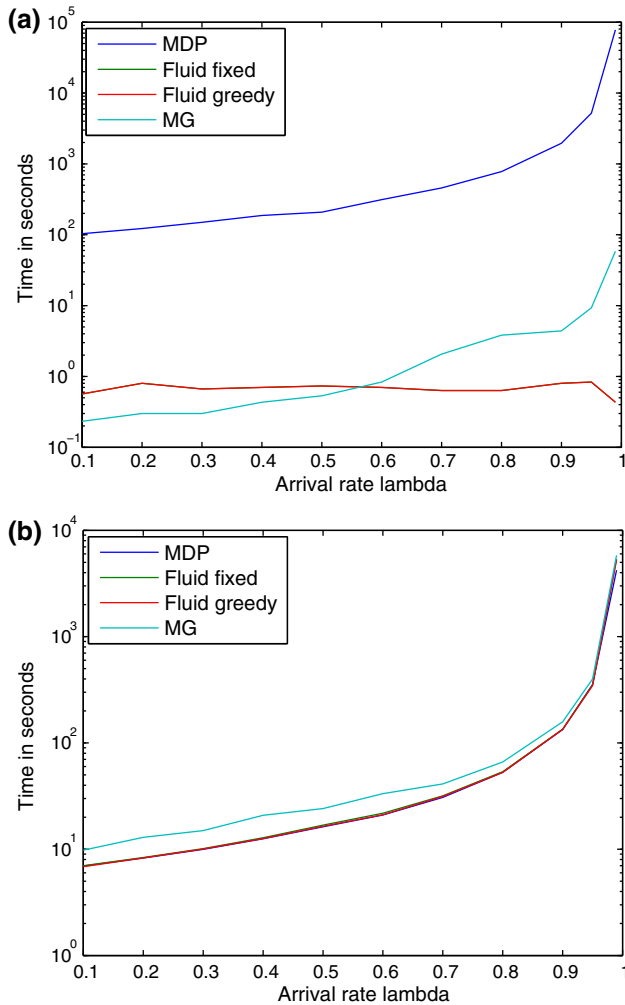 (a)
10^5
10^4
10^3
10^2
10^1
10^0
10^-1
Time in seconds
MDP
Fluid fixed
Fluid greedy
MG
0.1 0.2 0.3 0.4 0.5 0.6 0.7 0.8 0.9 1
Arrival rate lambda
(b)
10^4
10^3
10^2
10^1
10^0
Time in seconds
MDP
Fluid fixed
Fluid greedy
MG
0.1 0.2 0.3 0.4 0.5 0.6 0.7 0.8 0.9 1
Arrival rate lambda